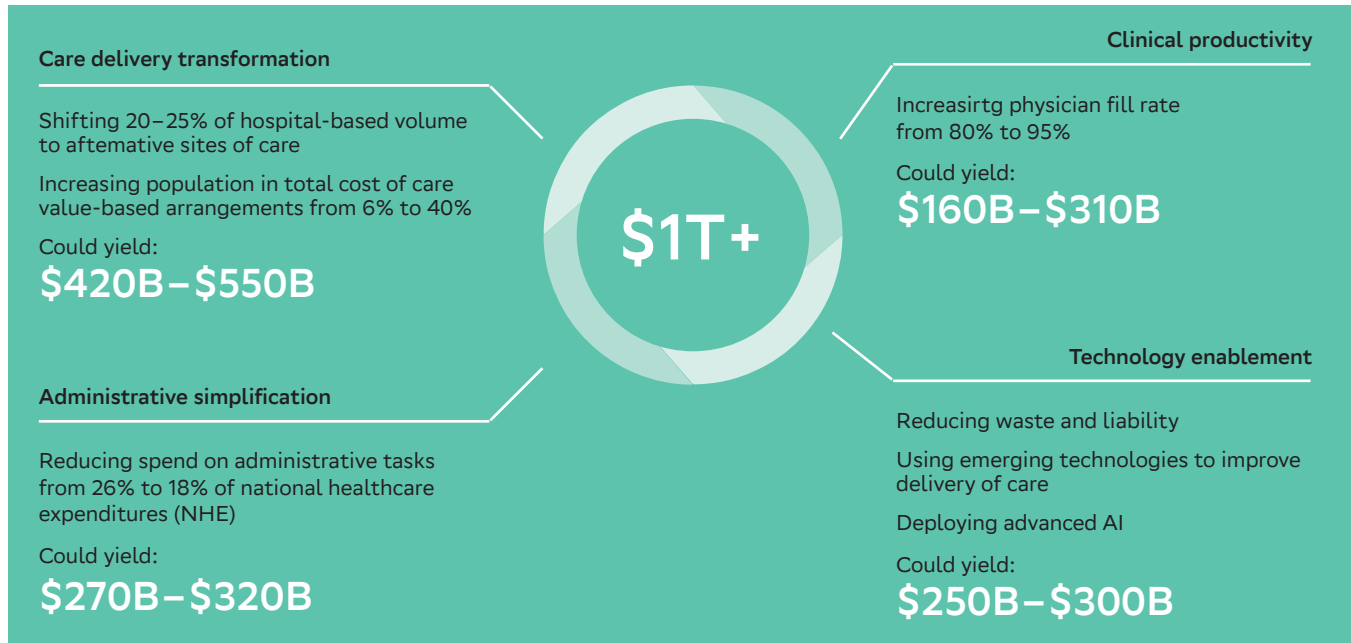 Care delivery transformation
Shifting 20–25% of hospital-based volume
to aftemative sites of care
Increasing population in total cost of care
value-based arrangements from 6% to 40%
Could yield:
$420B–$550B
Administrative simplification
Reducing spend on administrative tasks
from 26% to 18% of national healthcare
expenditures (NHE)
Could yield:
$270B–$320B
$1T+
Clinical productivity
Increasirtg physician fill rate
from 80% to 95%
Could yield:
$160B–$310B
Technology enablement
Reducing waste and liability
Using emerging technologies to improve
delivery of care
Deploying advanced AI
Could yield:
$250B–$300B